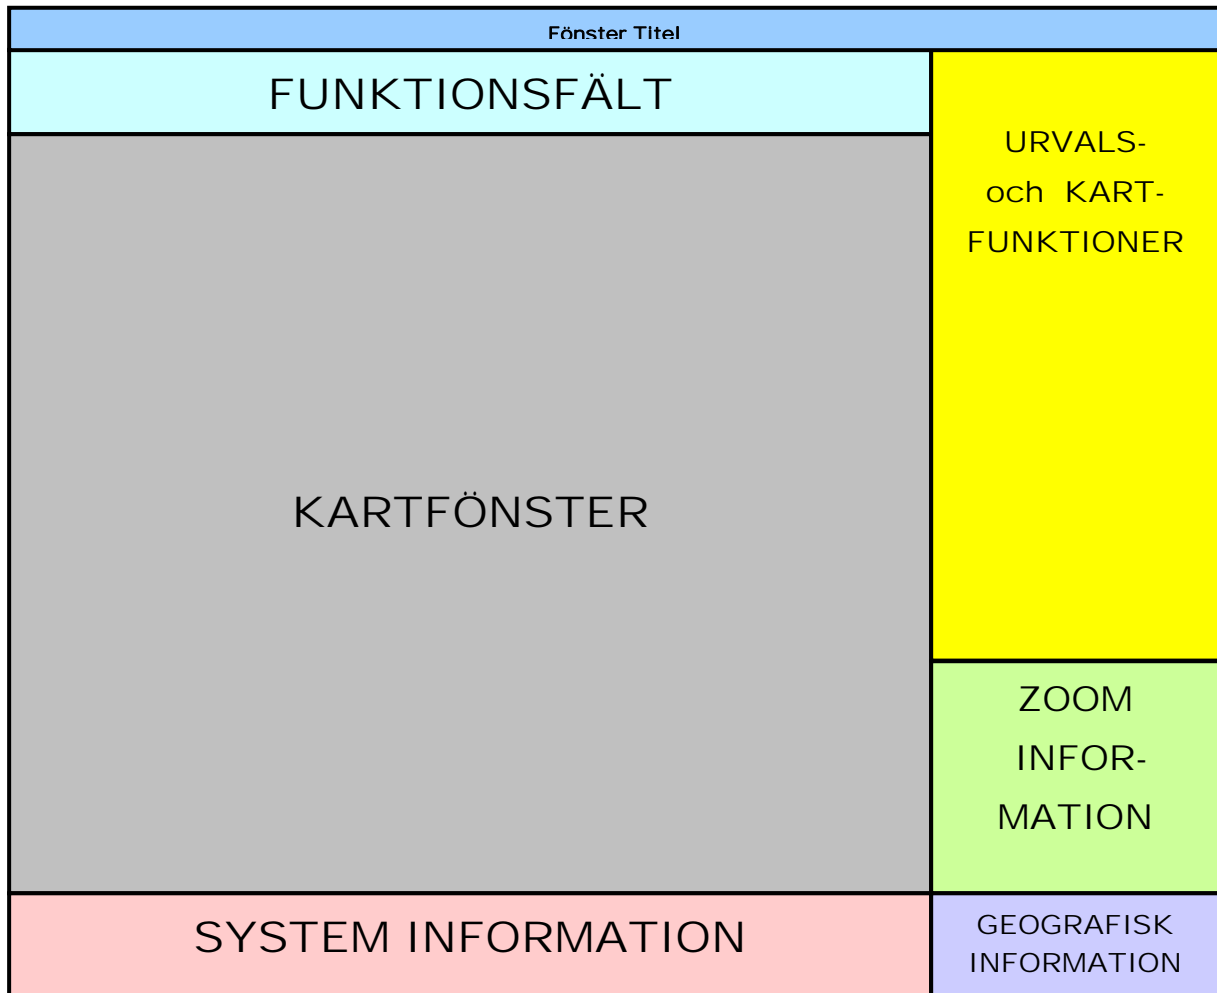 Fönster Titel
FUNKTIONSFÄLT
URVALS-
och KART-
FUNKTIONER
KARTFÖNSTER
ZOOM
INFOR-
MATION
SYSTEM INFORMATION
GEOGRAFISK
INFORMATION